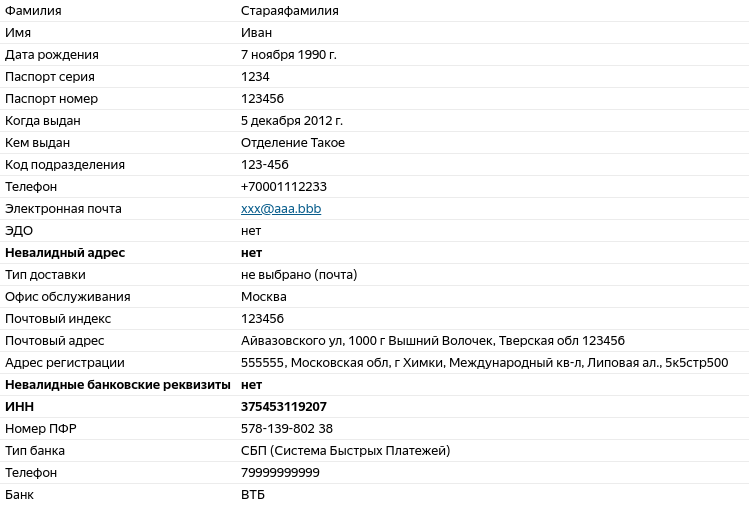 Фамилия Стараяфамилия
Имя Иван
Дата рождения 7 ноября 1990 г.
Паспорт серия 1234
Паспорт номер 123456
Когда выдан 5 декабря 2012 г.
Кем выдан Отделение Такое
Код подразделения 123-456
Телефон +70001112233
Электронная почта xxx@aaa.bbb
ЭДО нет
Невалидный адрес нет
Тип доставки не выбрано (почта)
Офис обслуживания Москва
Почтовый индекс 123456
Почтовый адрес Айвазовского ул, 1000 г Вышний Волочек, Тверская обл 123456
Адрес регистрации 555555, Московская обл, г Химки, Международный кв-л, Липовая ал., 5к5стр500
Невалидные банковские реквизиты нет
ИНН 375453119207
Номер ПФР 578-139-802 38
Тип банка СБП (Система Быстрых Платежей)
Телефон 79999999999
Банк ВТБ